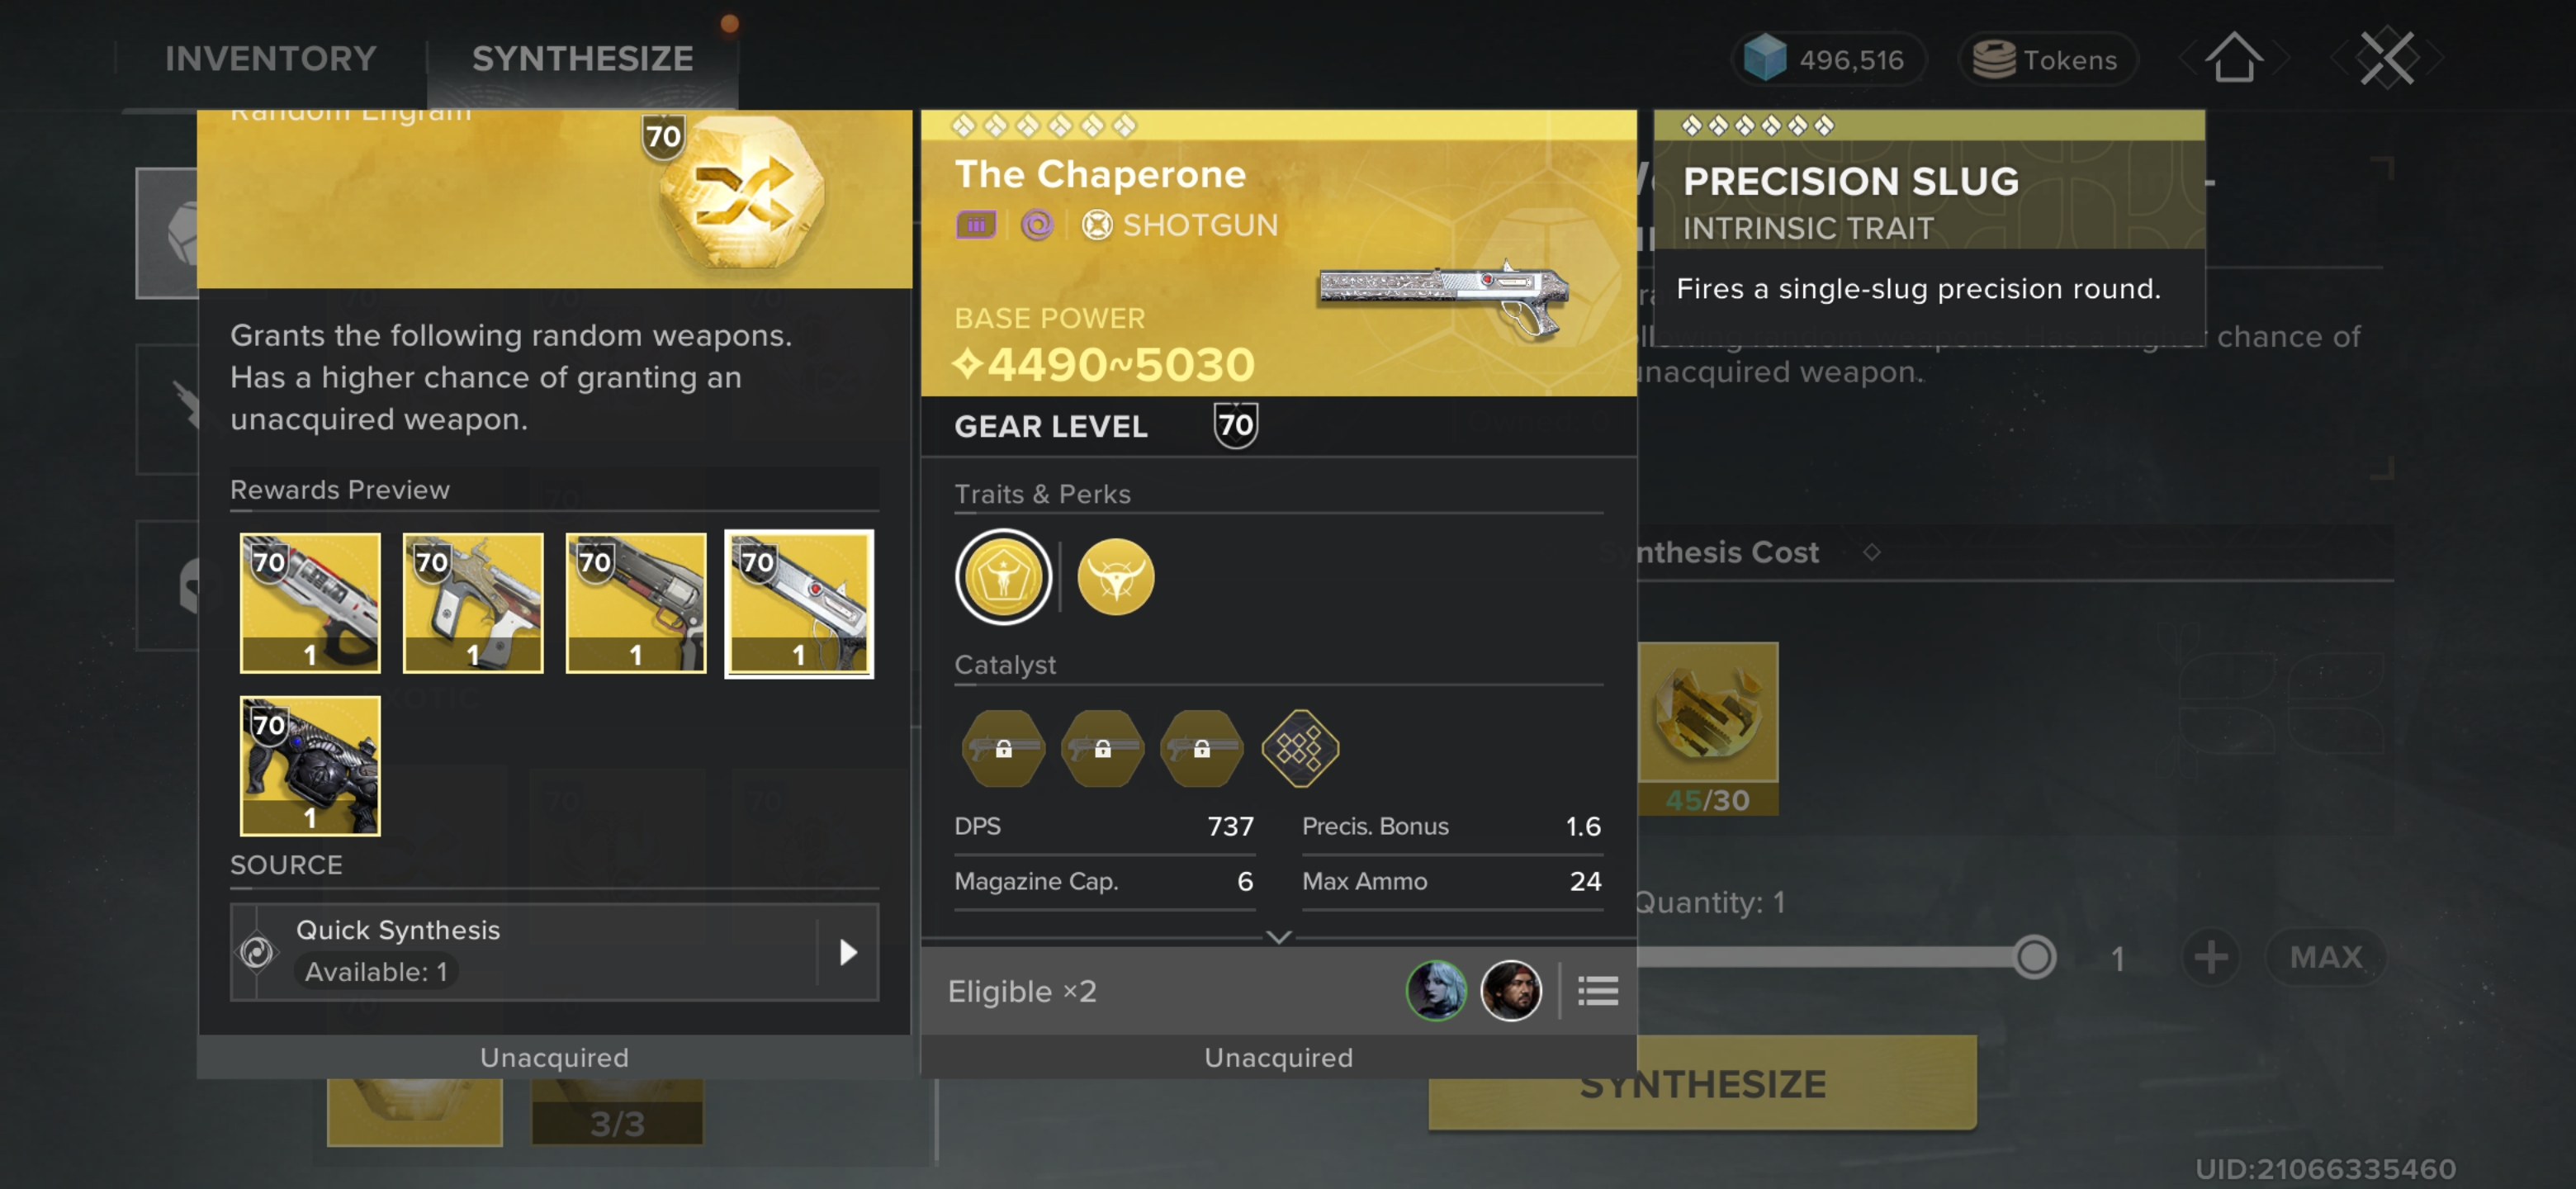 INVENTORY
SYNTHESIZE
496,516
Tokens
Random Engram
70
Grants the following random weapons.
Has a higher chance of granting an
unacquired weapon.
Rewards Preview
70
1
70
1
70
1
70
1
70
1
SOURCE
Quick Synthesis
Available: 1
Unacquired
3/3
The Chaperone
SHOTGUN
BASE POWER
4490~5030
GEAR LEVEL 70
Traits & Perks
Catalyst
DPS 737
Precis. Bonus 1.6
Magazine Cap. 6
Max Ammo 24
Eligible ×2
Unacquired
PRECISION SLUG
INTRINSIC TRAIT
Fires a single-slug precision round.
chance of
unacquired weapon.
Synthesis Cost
45/30
Quantity: 1
1
MAX
SYNTHESIZE
UID:21066335460